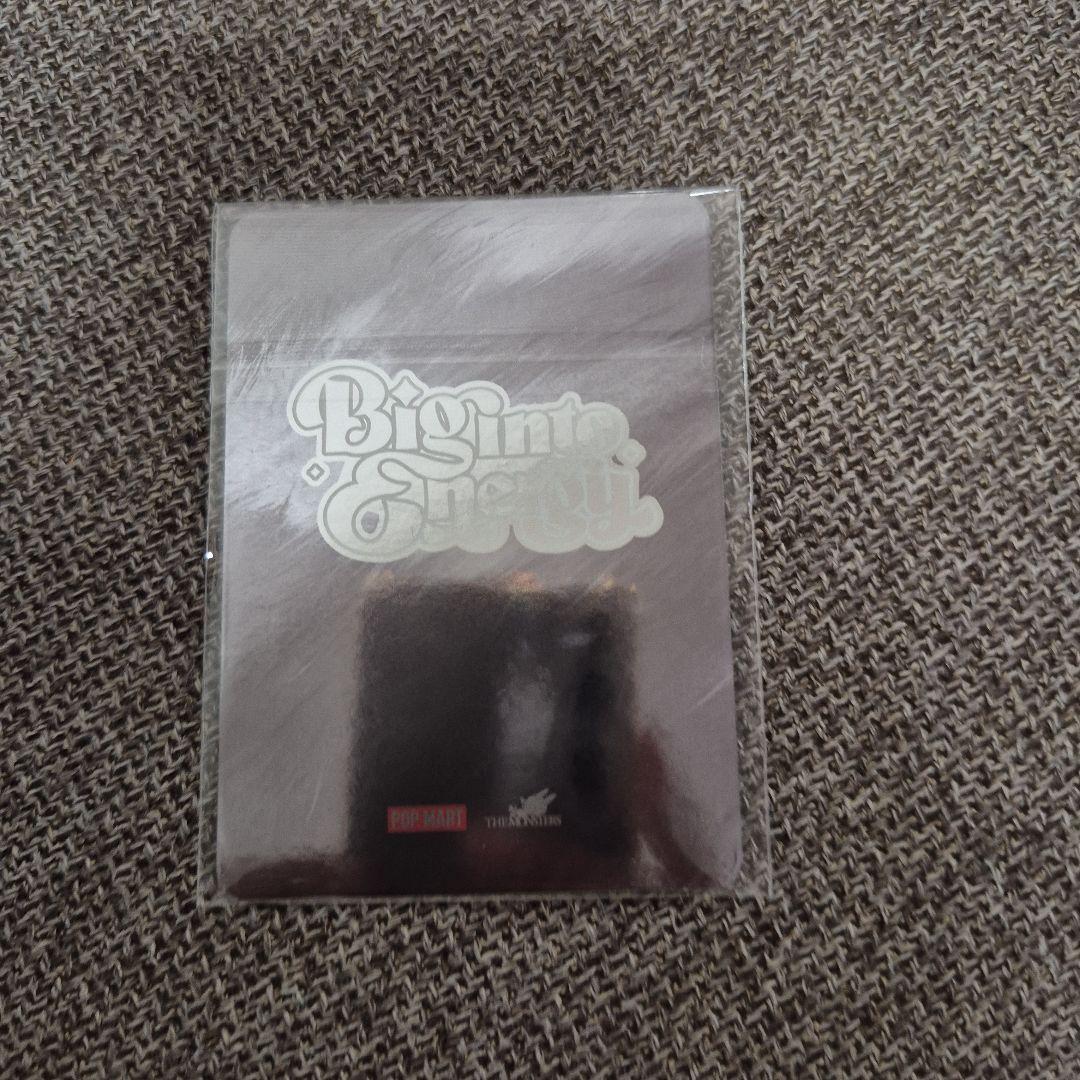 Big into
Energy
POP MART
THE MONSTERS